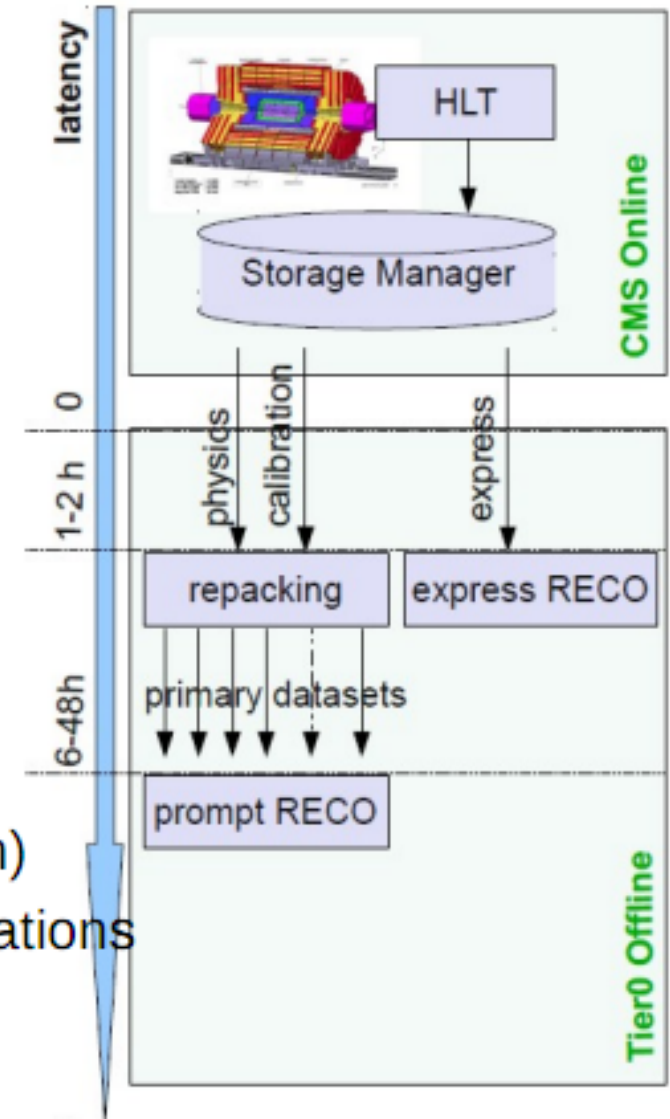 latency
HLT
Storage Manager
CMS Online
0
physics
calibration
express
1-2 h
repacking
express RECO
primary datasets
6-48h
prompt RECO
n)
ations
Tier0 Offline